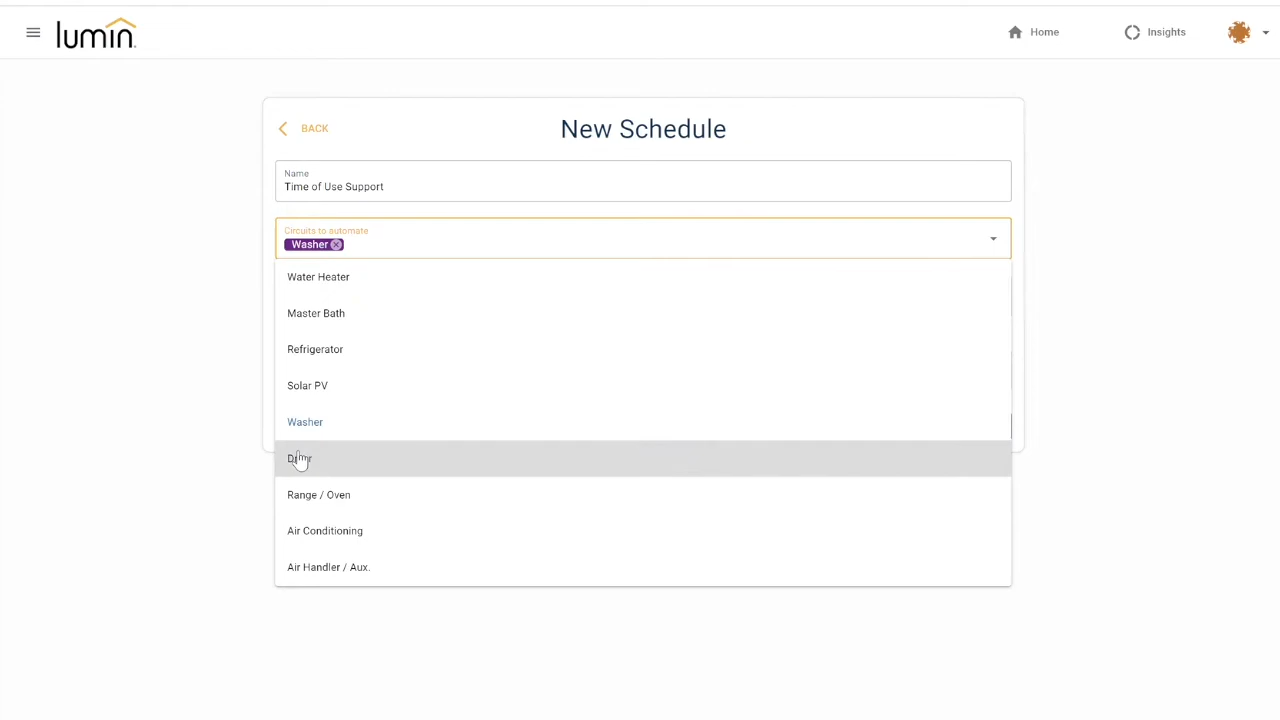 lumin
Home
Insights
BACK
New Schedule
Name
Time of Use Support
Circuits to automate
Washer
Water Heater
Master Bath
Refrigerator
Solar PV
Washer
Range / Oven
Air Conditioning
Air Handler / Aux.